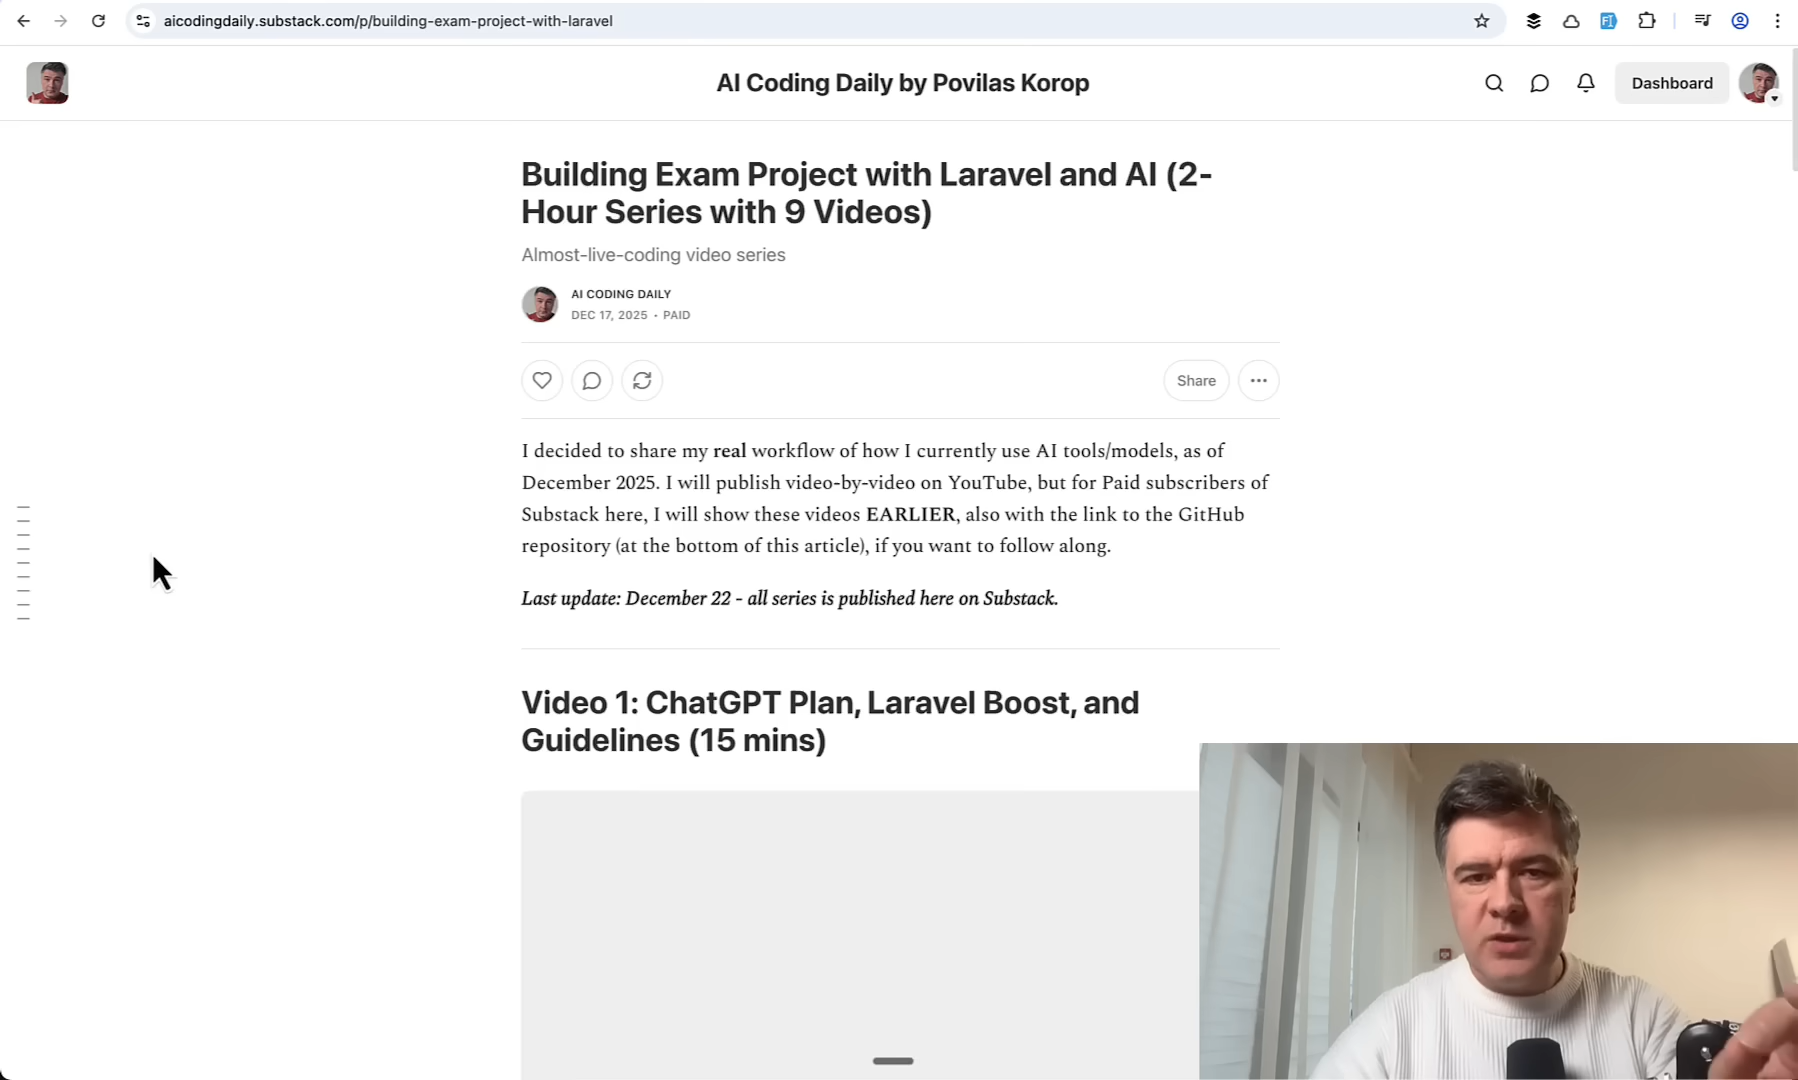 aicodingdaily.substack.com/p/building-exam-project-with-laravel
AI Coding Daily by Povilas Korop
Dashboard
Building Exam Project with Laravel and AI (2-
Hour Series with 9 Videos)
Almost-live-coding video series
AI CODING DAILY
DEC 17, 2025 • PAID
Share
I decided to share my real workflow of how I currently use AI tools/models, as of
December 2025. I will publish video-by-video on YouTube, but for Paid subscribers of
Substack here, I will show these videos EARLIER, also with the link to the GitHub
repository (at the bottom of this article), if you want to follow along.
Last update: December 22 - all series is published here on Substack.
Video 1: ChatGPT Plan, Laravel Boost, and
Guidelines (15 mins)